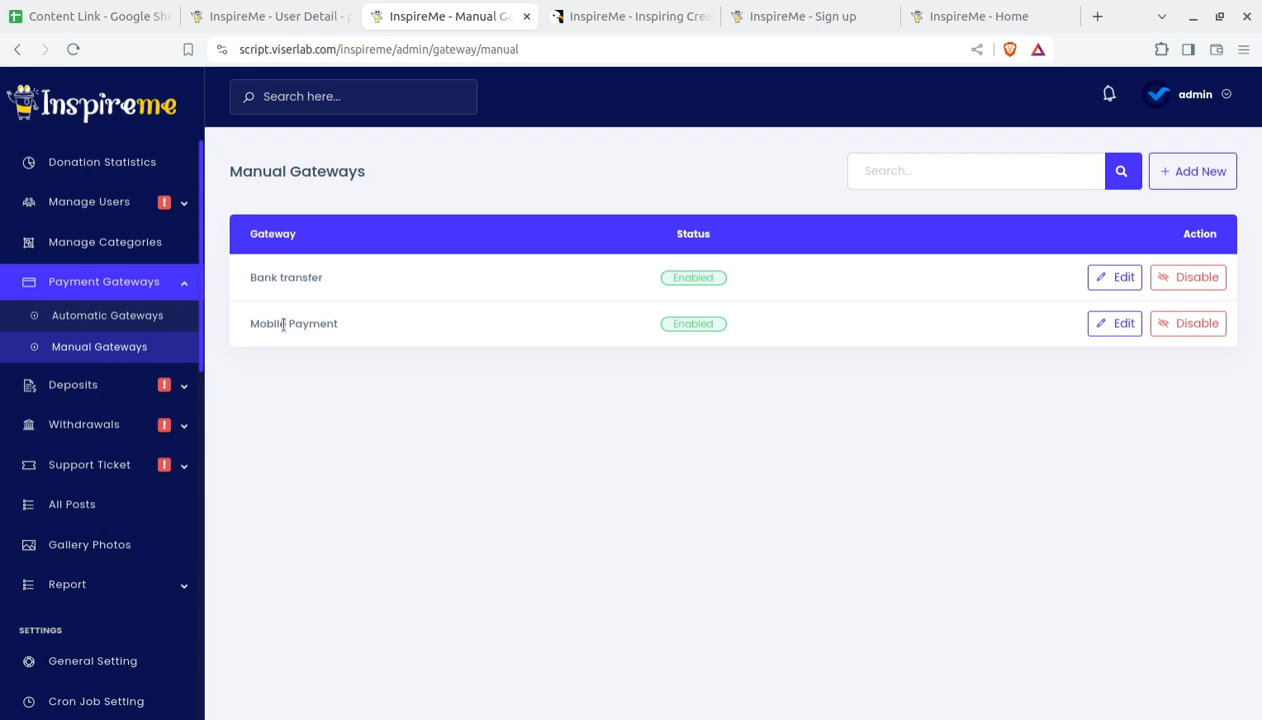 Content Link - Google She
InspireMe - User Detail - p
InspireMe - Manual Ga
InspireMe - Inspiring Crea
InspireMe - Sign up
InspireMe - Home
script.viserlab.com/inspireme/admin/gateway/manual
Inspireme
Search here...
admin
Donation Statistics
Manage Users
!
Manage Categories
Payment Gateways
Automatic Gateways
Manual Gateways
Deposits
!
Withdrawals
!
Support Ticket
!
All Posts
Gallery Photos
Report
SETTINGS
General Setting
Cron Job Setting
Manual Gateways
Search...
+ Add New
Gateway Status Action
Bank transfer Enabled Edit Disable
Mobile Payment Enabled Edit Disable